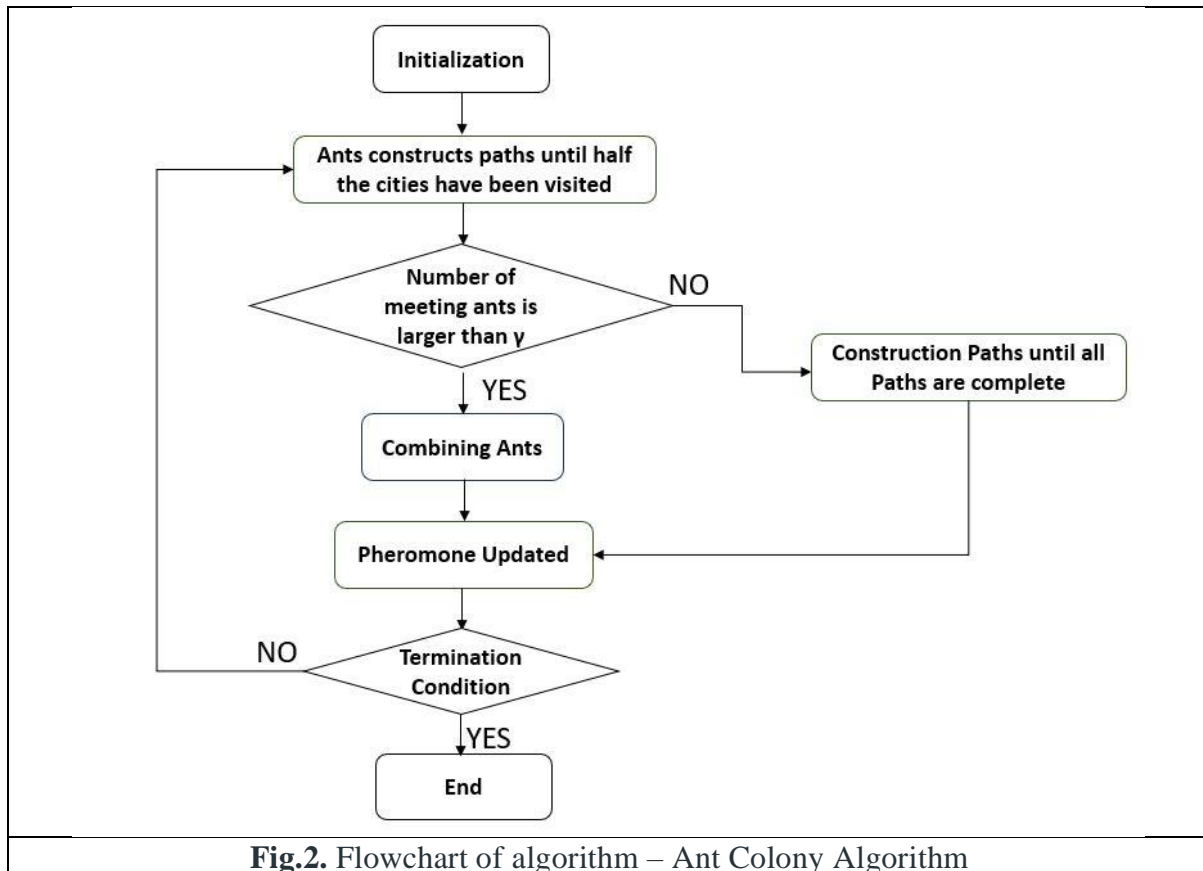 Initialization
Ants constructs paths until half
the cities have been visited
Number of
meeting ants is
larger than γ
NO
Construction Paths until all
Paths are complete
YES
Combining Ants
Pheromone Updated
NO
Termination
Condition
YES
End
Fig.2. Flowchart of algorithm – Ant Colony Algorithm